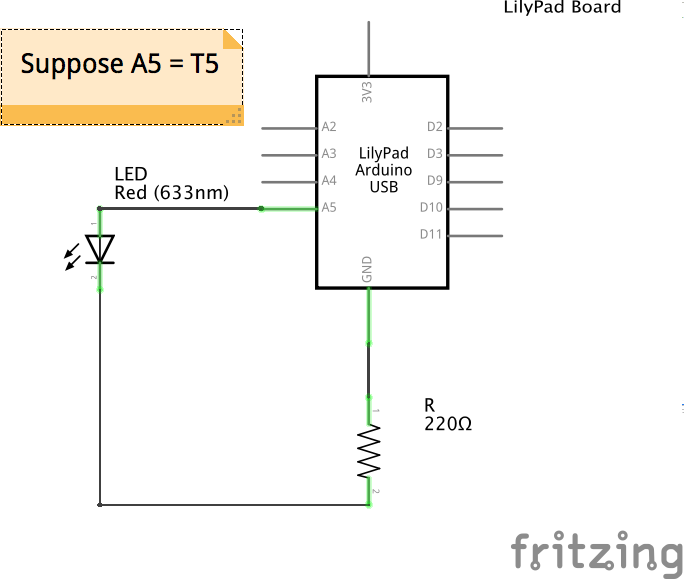 LilyPad Board
Suppose A5 = T5
3V3
A2
D2
A3
LilyPad
Arduino
USB
D3
A4
D9
LED
Red (633nm)
A5
D10
D11
1
2
GND
R
220Ω
1
2
fritzing